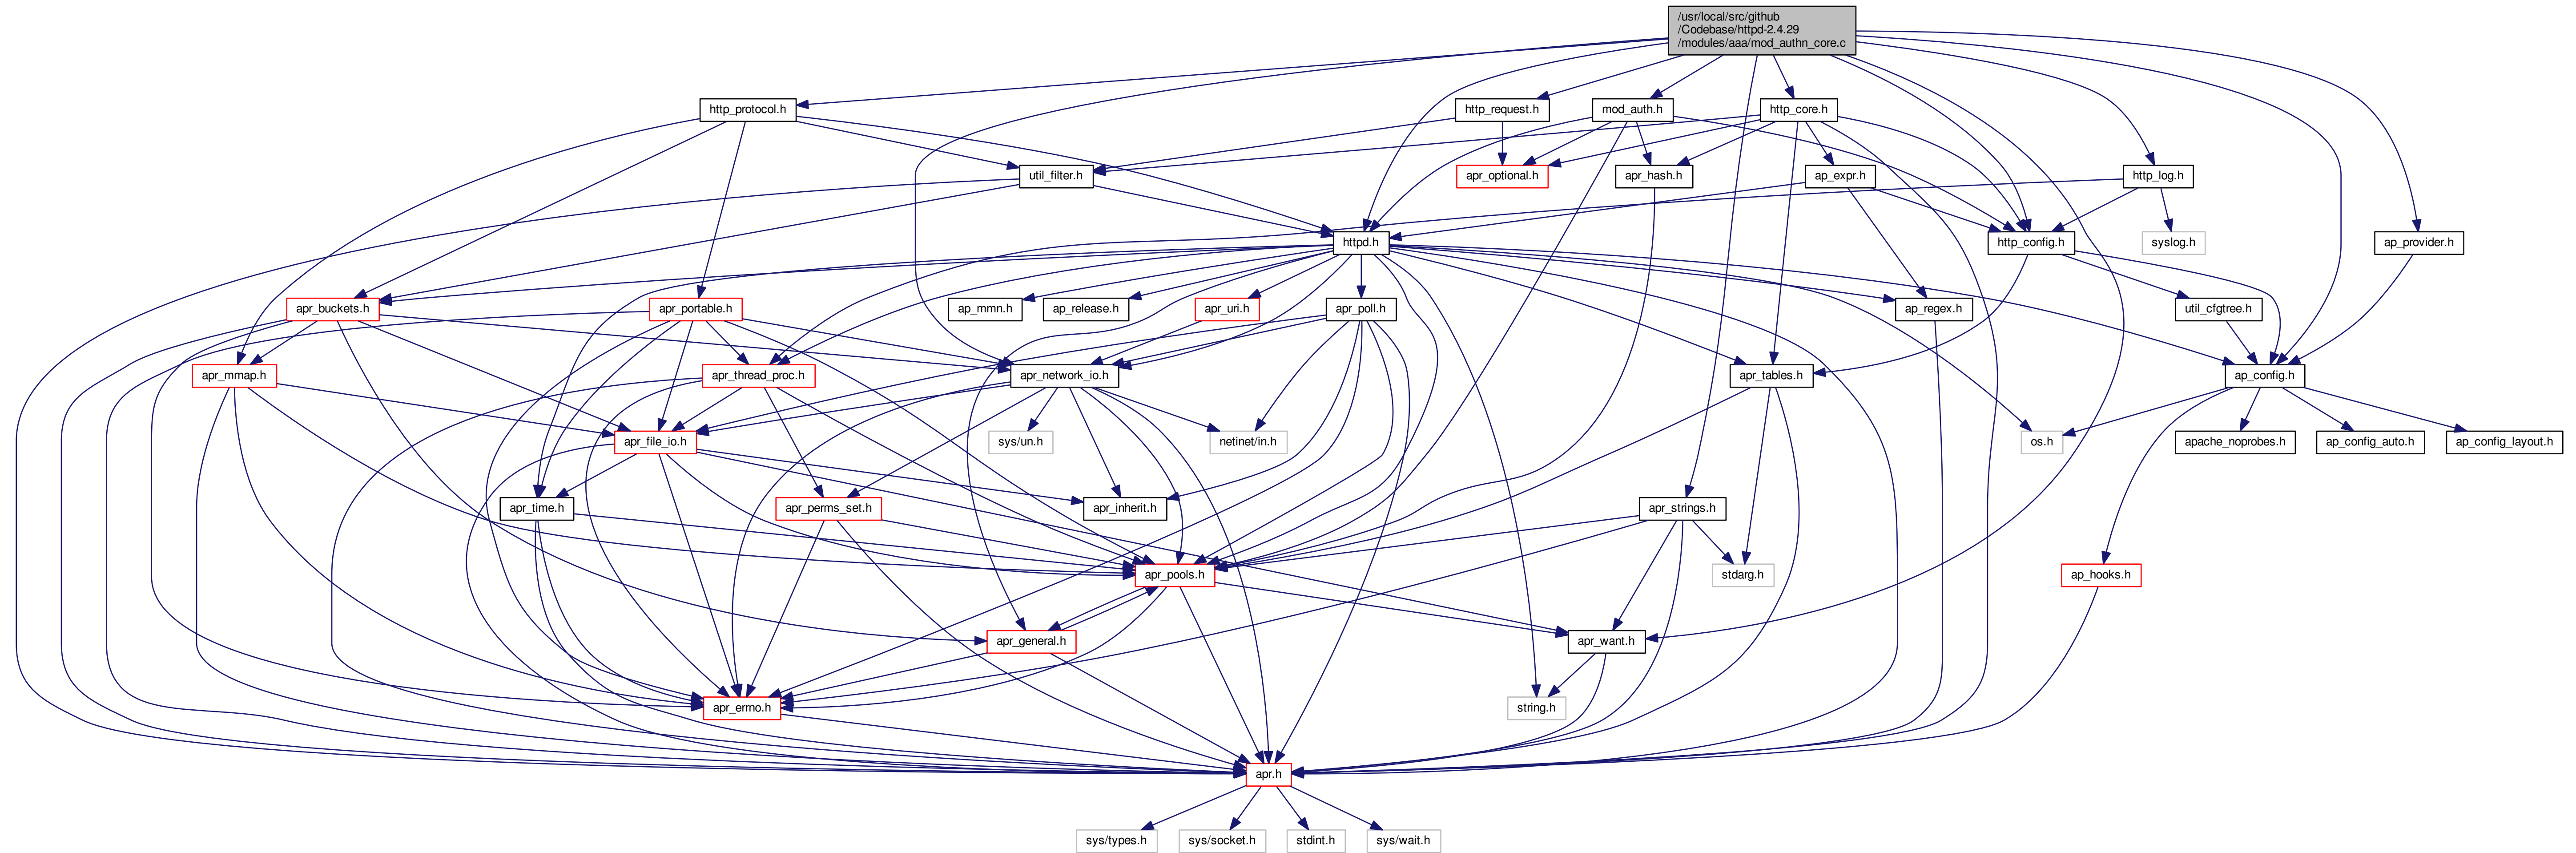 /usr/local/src/github
/Codebase/httpd-2.4.29
/modules/aaa/mod_authn_core.c
http_protocol.h
http_request.h
mod_auth.h
http_core.h
util_filter.h
apr_optional.h
apr_hash.h
ap_expr.h
http_log.h
httpd.h
http_config.h
syslog.h
ap_provider.h
apr_buckets.h
apr_portable.h
ap_mmn.h
ap_release.h
apr_uri.h
apr_poll.h
ap_regex.h
util_cfgtree.h
apr_mmap.h
apr_thread_proc.h
apr_network_io.h
apr_tables.h
ap_config.h
apr_file_io.h
sys/un.h
netinet/in.h
os.h
apache_noprobes.h
ap_config_auto.h
ap_config_layout.h
apr_time.h
apr_perms_set.h
apr_inherit.h
apr_strings.h
apr_pools.h
stdarg.h
ap_hooks.h
apr_general.h
apr_want.h
apr_errno.h
string.h
apr.h
sys/types.h
sys/socket.h
stdint.h
sys/wait.h